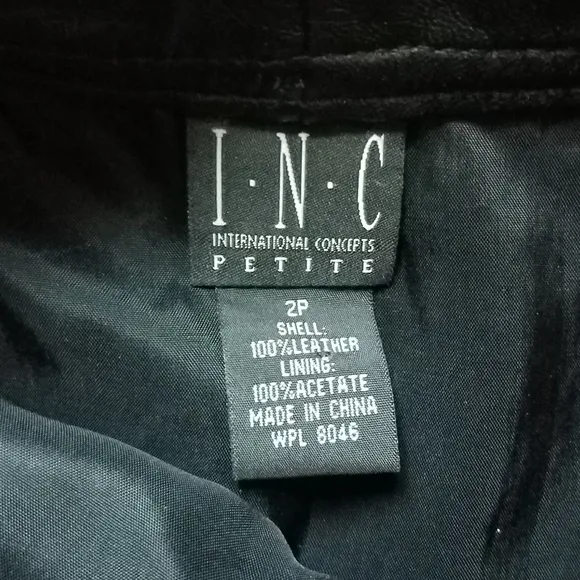 I·N·C
INTERNATIONAL CONCEPTS
PETITE
2P
SHELL:
100%LEATHER
LINING:
100%ACETATE
MADE IN CHINA
WPL 8046